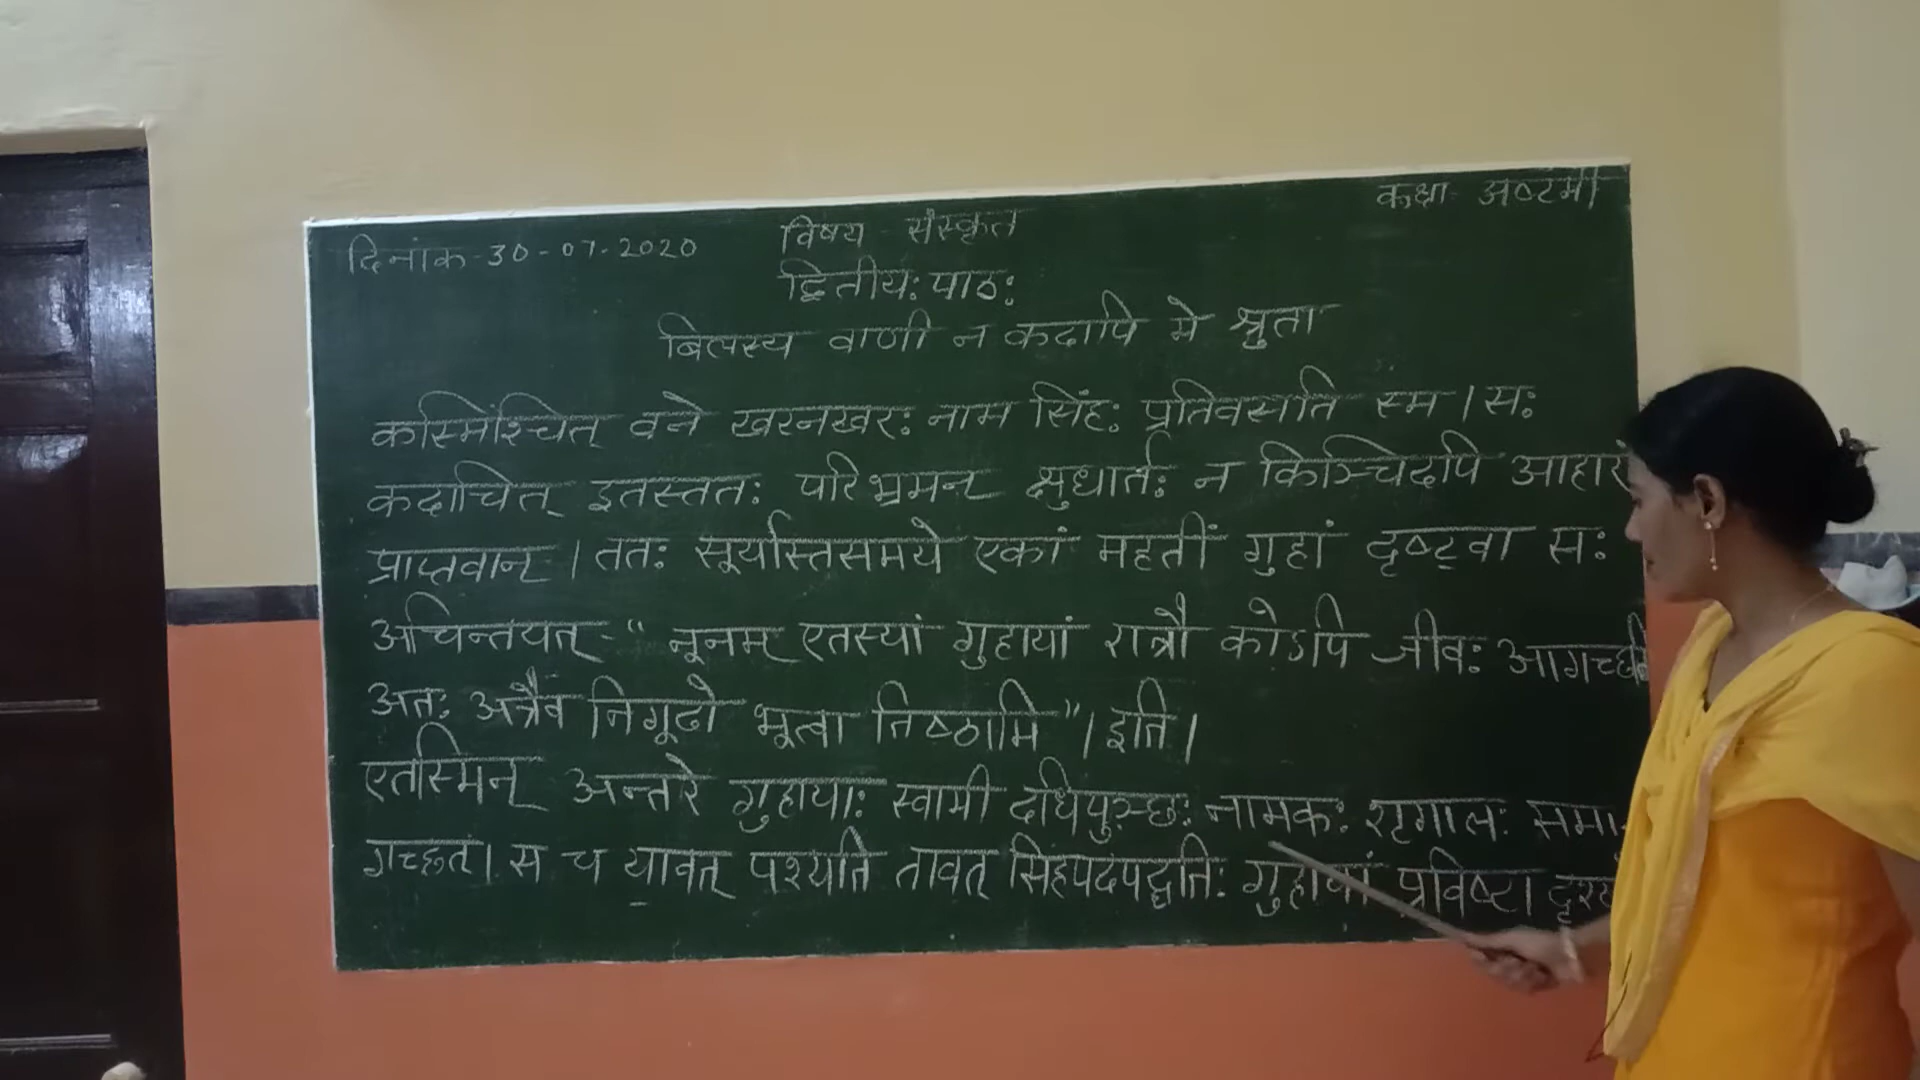 कक्षा- अष्टमी
दिनांक-30-07-2020
विषय - संस्कृत
द्वितीय: पाठ:
बिलस्य वाणी न कदापि मे श्रुता
कस्मिंश्चित् वने खरनखर: नाम सिंह: प्रतिवसति स्म । स:
कदाचित् इतस्तत: परिभ्रमन् क्षुधार्त: न किञ्चिदपि आहारं
प्राप्तवान् । तत: सूर्यास्तसमये एकां महतीं गुहां दृष्ट्वा स:
अचिन्तयत् - "नूनम् एतस्यां गुहायां रात्रौ कोऽपि जीव: आगच्छति
अत: अत्रैव निगूढो भूत्वा तिष्ठामि" । इति ।
एतस्मिन् अन्तरे गुहाया: स्वामी दधिपुञ्छ: नामक: शृगाल: समा-
गच्छत् । स च यावत् पश्यति तावत् सिंहपदपद्धति: गुहायां प्रविष्टा